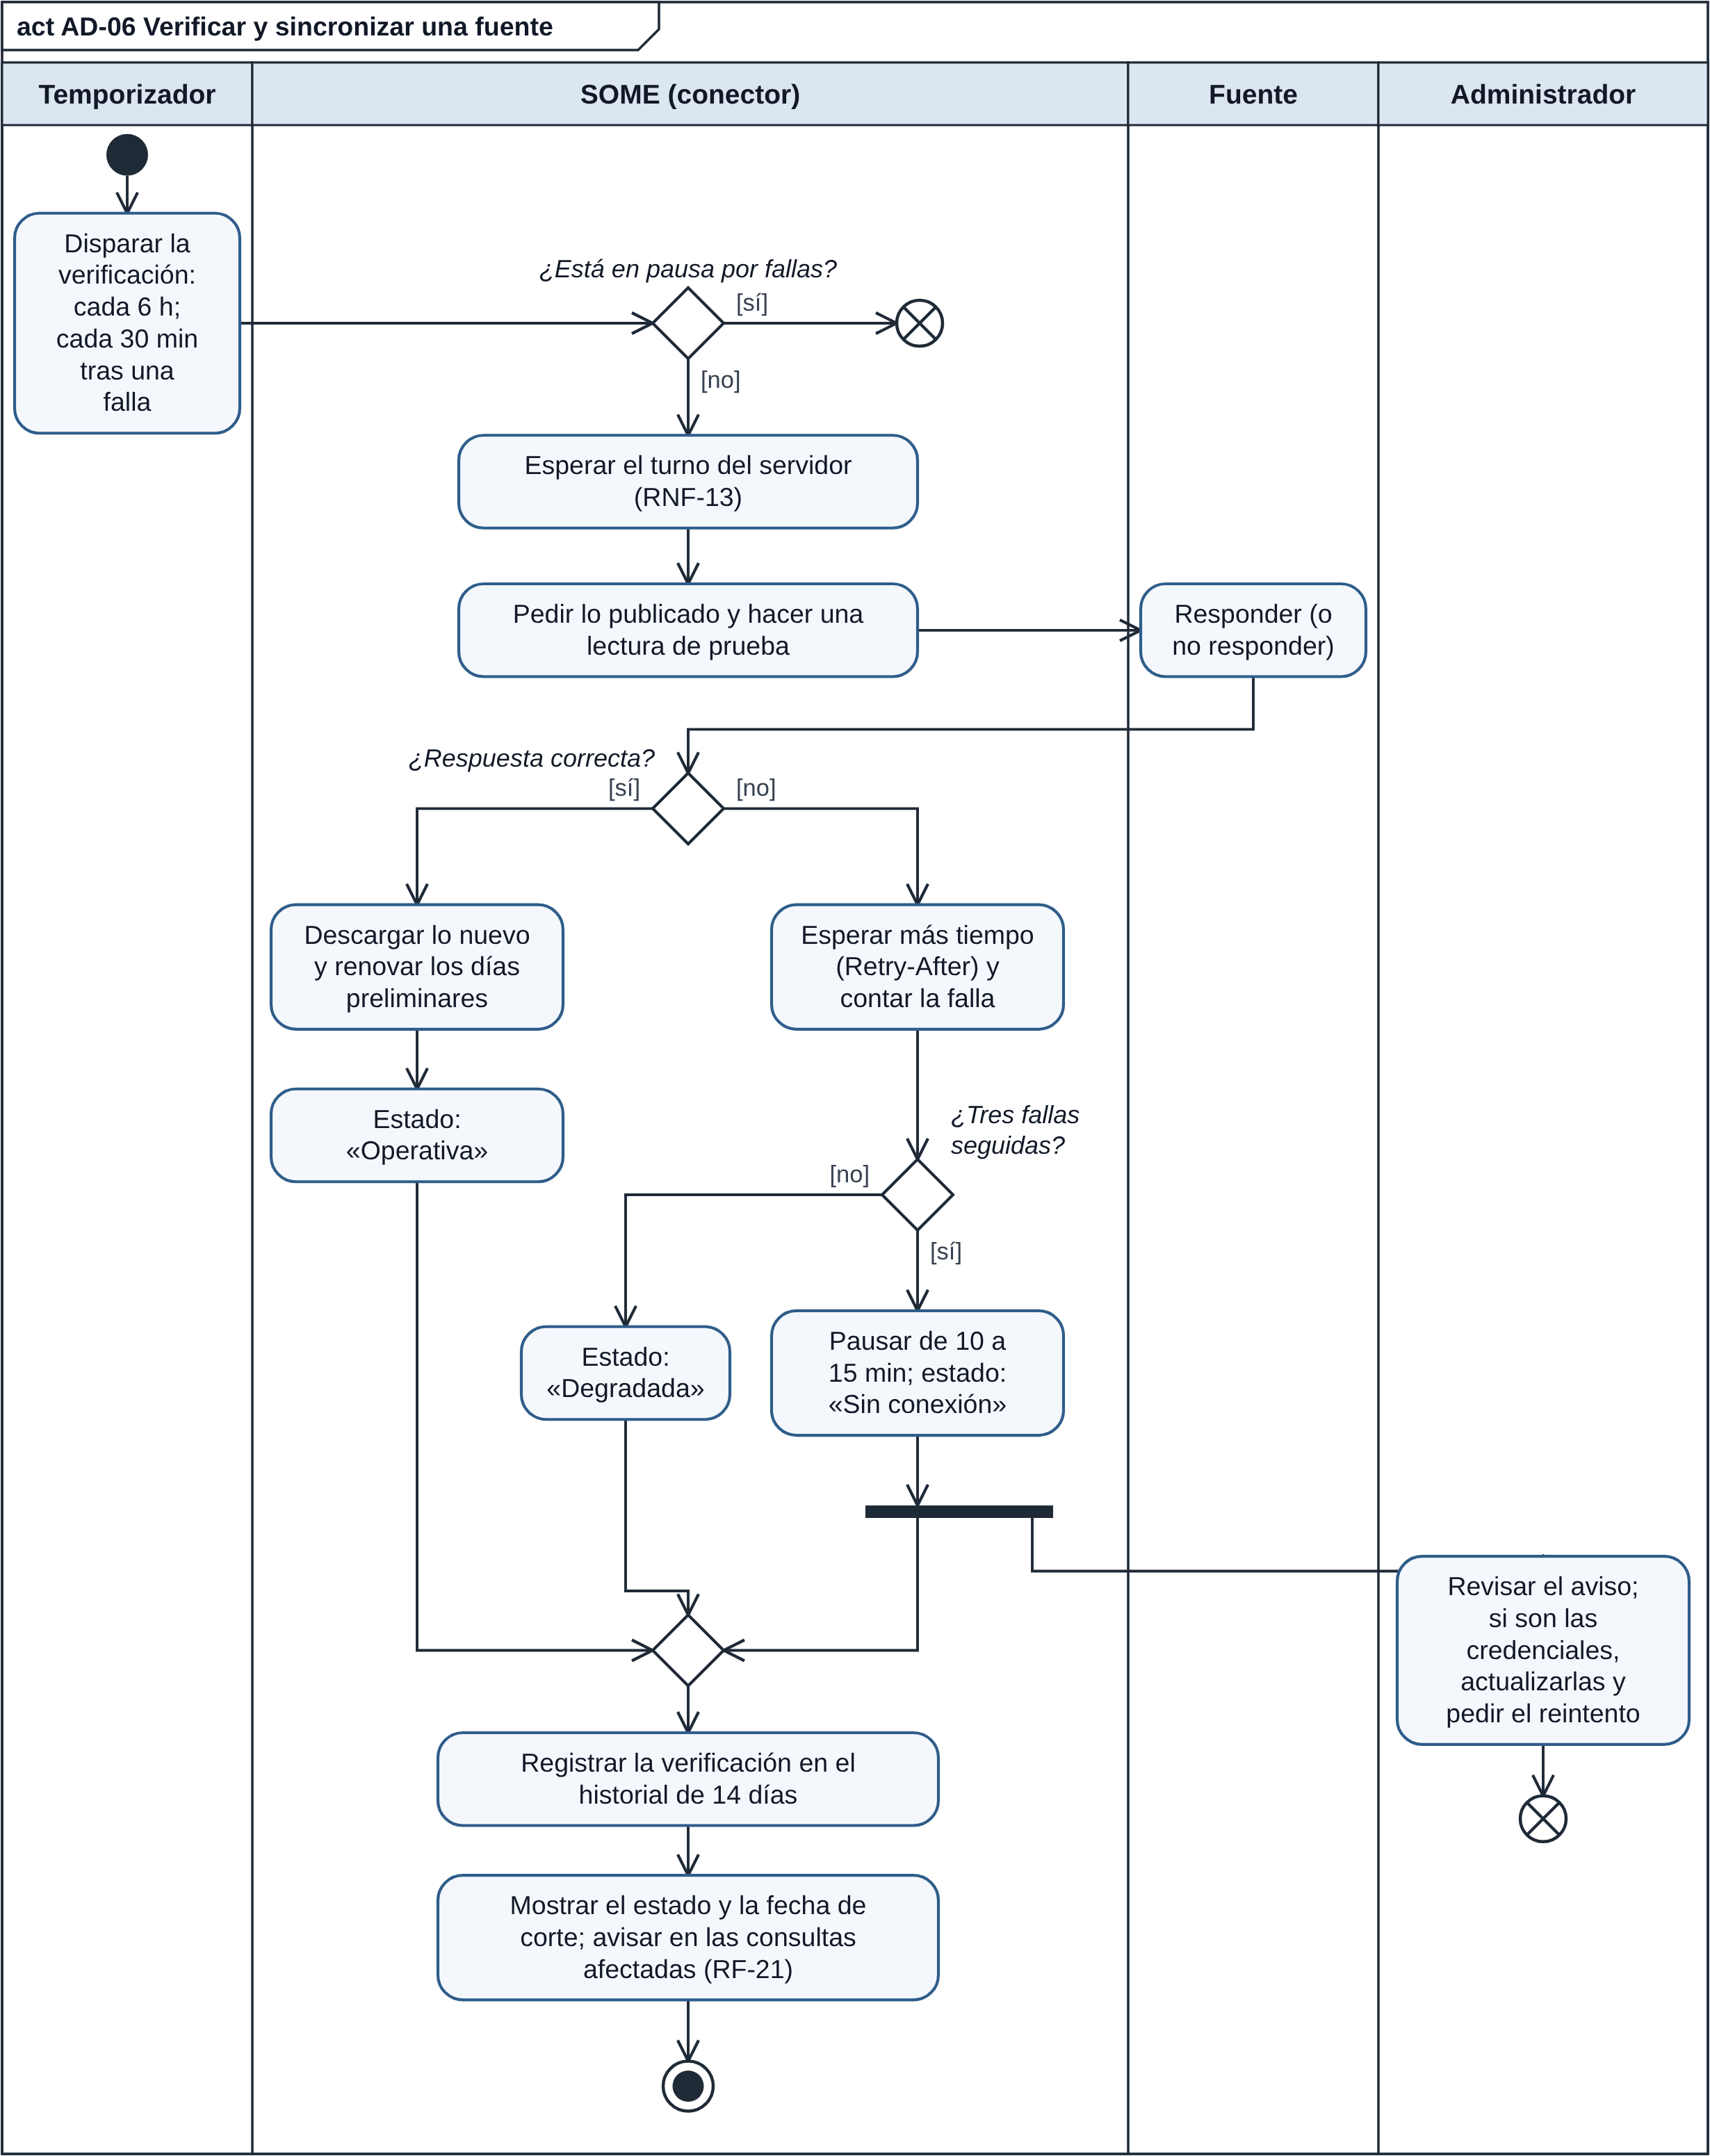 act AD-06 Verificar y sincronizar una fuente
Temporizador
SOME (conector)
Fuente
Administrador
Disparar la
verificación:
cada 6 h;
cada 30 min
tras una
falla
¿Está en pausa por fallas?
[sí]
[no]
Esperar el turno del servidor
(RNF-13)
Pedir lo publicado y hacer una
lectura de prueba
Responder (o
no responder)
¿Respuesta correcta?
[sí]
[no]
Descargar lo nuevo
y renovar los días
preliminares
Esperar más tiempo
(Retry-After) y
contar la falla
Estado:
«Operativa»
¿Tres fallas
seguidas?
[no]
[sí]
Estado:
«Degradada»
Pausar de 10 a
15 min; estado:
«Sin conexión»
Revisar el aviso;
si son las
credenciales,
actualizarlas y
pedir el reintento
Registrar la verificación en el
historial de 14 días
Mostrar el estado y la fecha de
corte; avisar en las consultas
afectadas (RF-21)